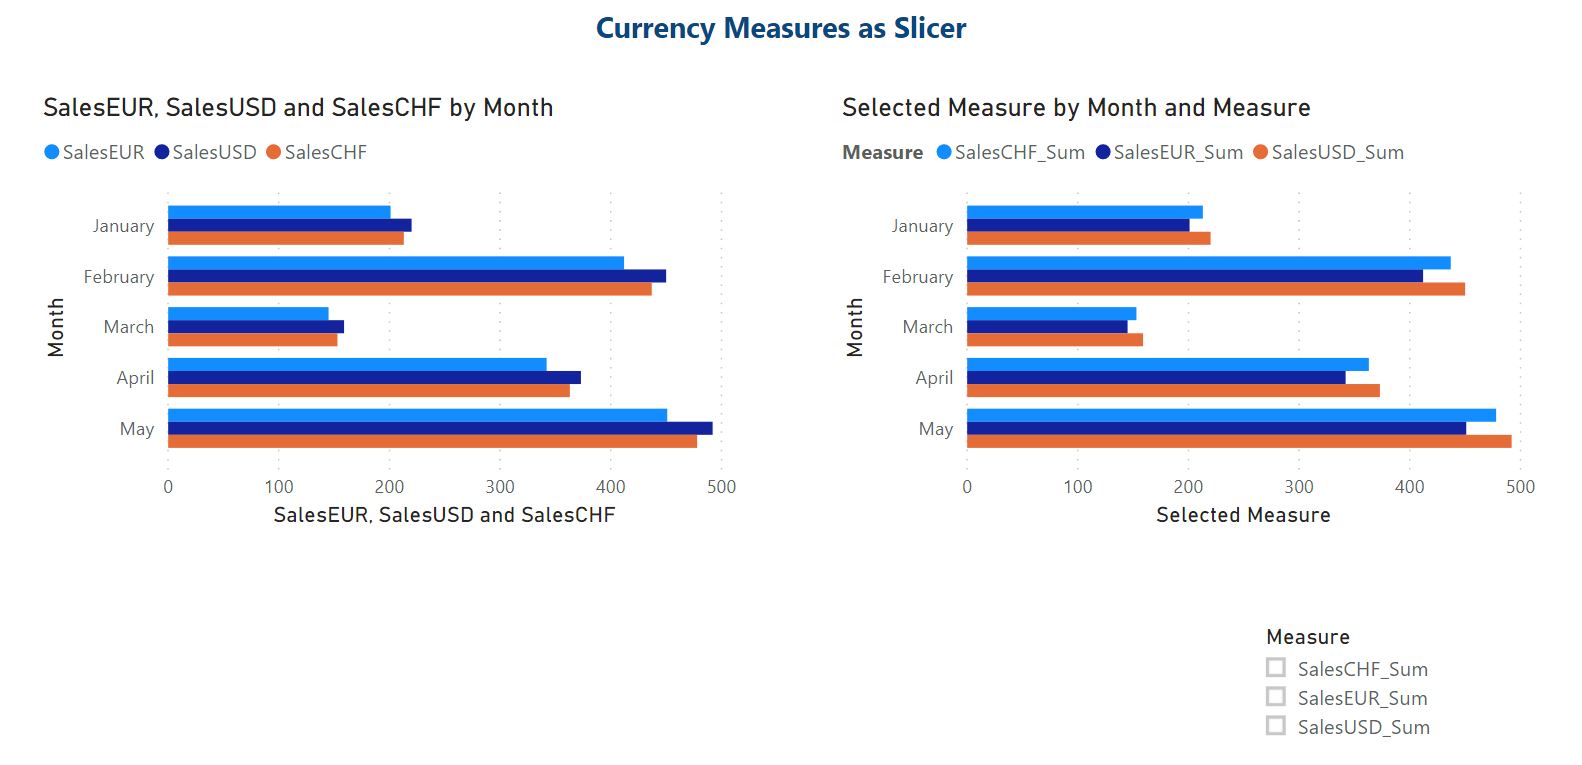 Currency Measures as Slicer
SalesEUR, SalesUSD and SalesCHF by Month
SalesEUR SalesUSD SalesCHF
Month
January
February
March
April
May
0 100 200 300 400 500
SalesEUR, SalesUSD and SalesCHF
Selected Measure by Month and Measure
Measure SalesCHF_Sum SalesEUR_Sum SalesUSD_Sum
Month
January
February
March
April
May
0 100 200 300 400 500
Selected Measure
Measure
SalesCHF_Sum
SalesEUR_Sum
SalesUSD_Sum